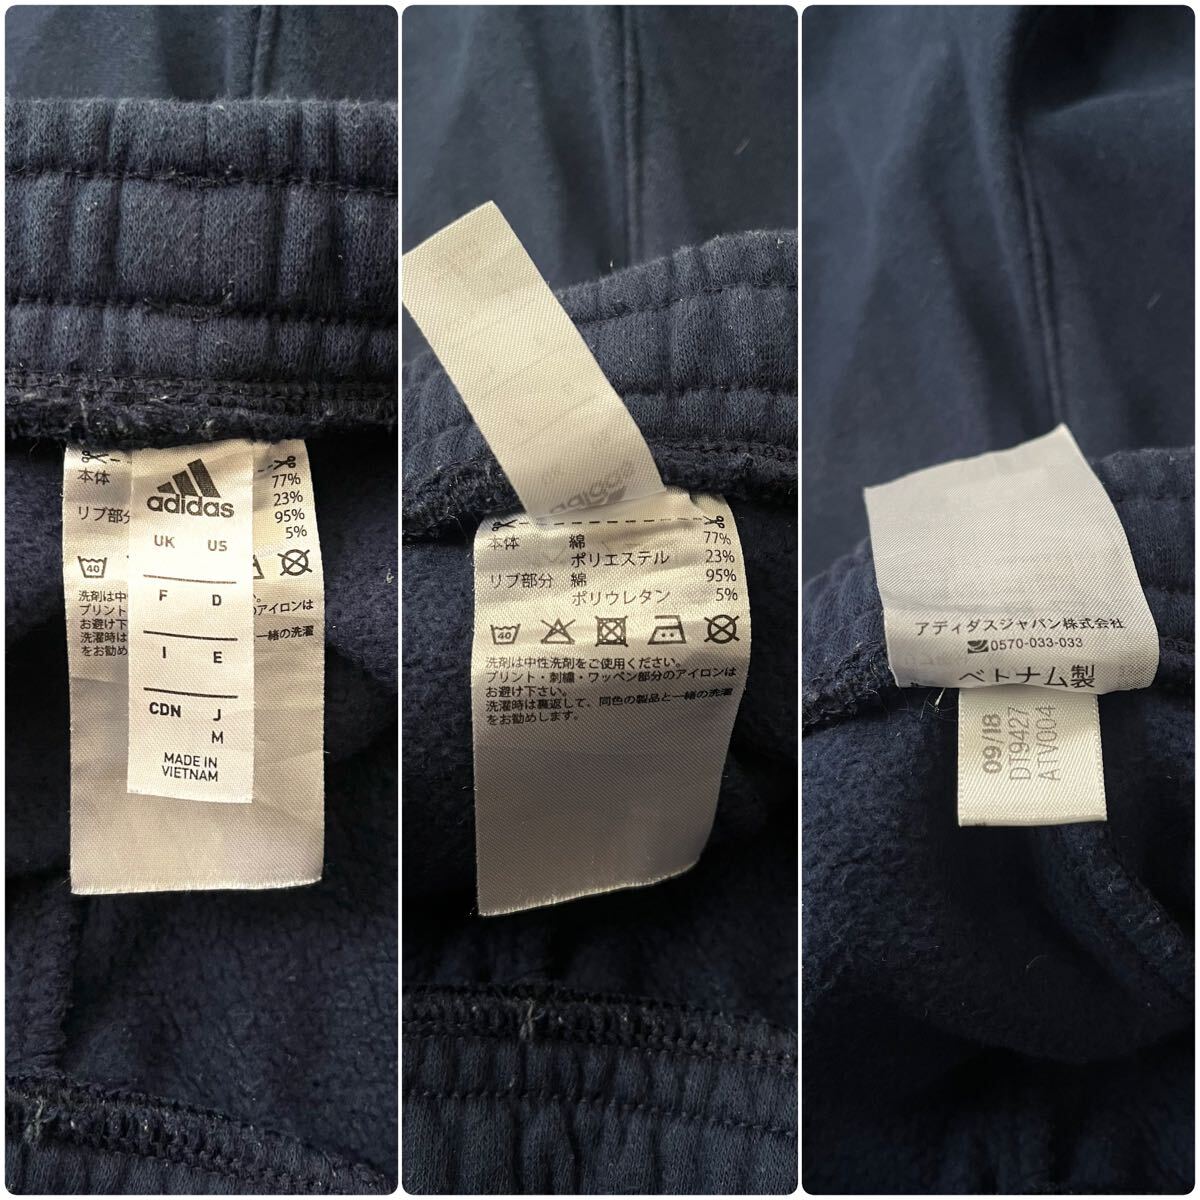 本体 77%
23%
リブ部分 95%
5%
adidas
UK US
F D
I E
CDN J
M
MADE IN
VIETNAM
40
洗剤は中
プリント のアイロンは
お避け下
洗濯時は 一緒の洗濯
をお勧め
adidas
本体 綿 77%
ポリエステル 23%
リブ部分 綿 95%
ポリウレタン 5%
40
洗剤は中性洗剤をご使用ください。
プリント・刺繍・ワッペン部分のアイロンは
お避け下さい。
洗濯時は裏返して、同色の製品と一緒の洗濯
をお勧めします。
アディダスジャパン株式会社
0570-033-033
ベトナム製
09/18
DT9427
ATV004